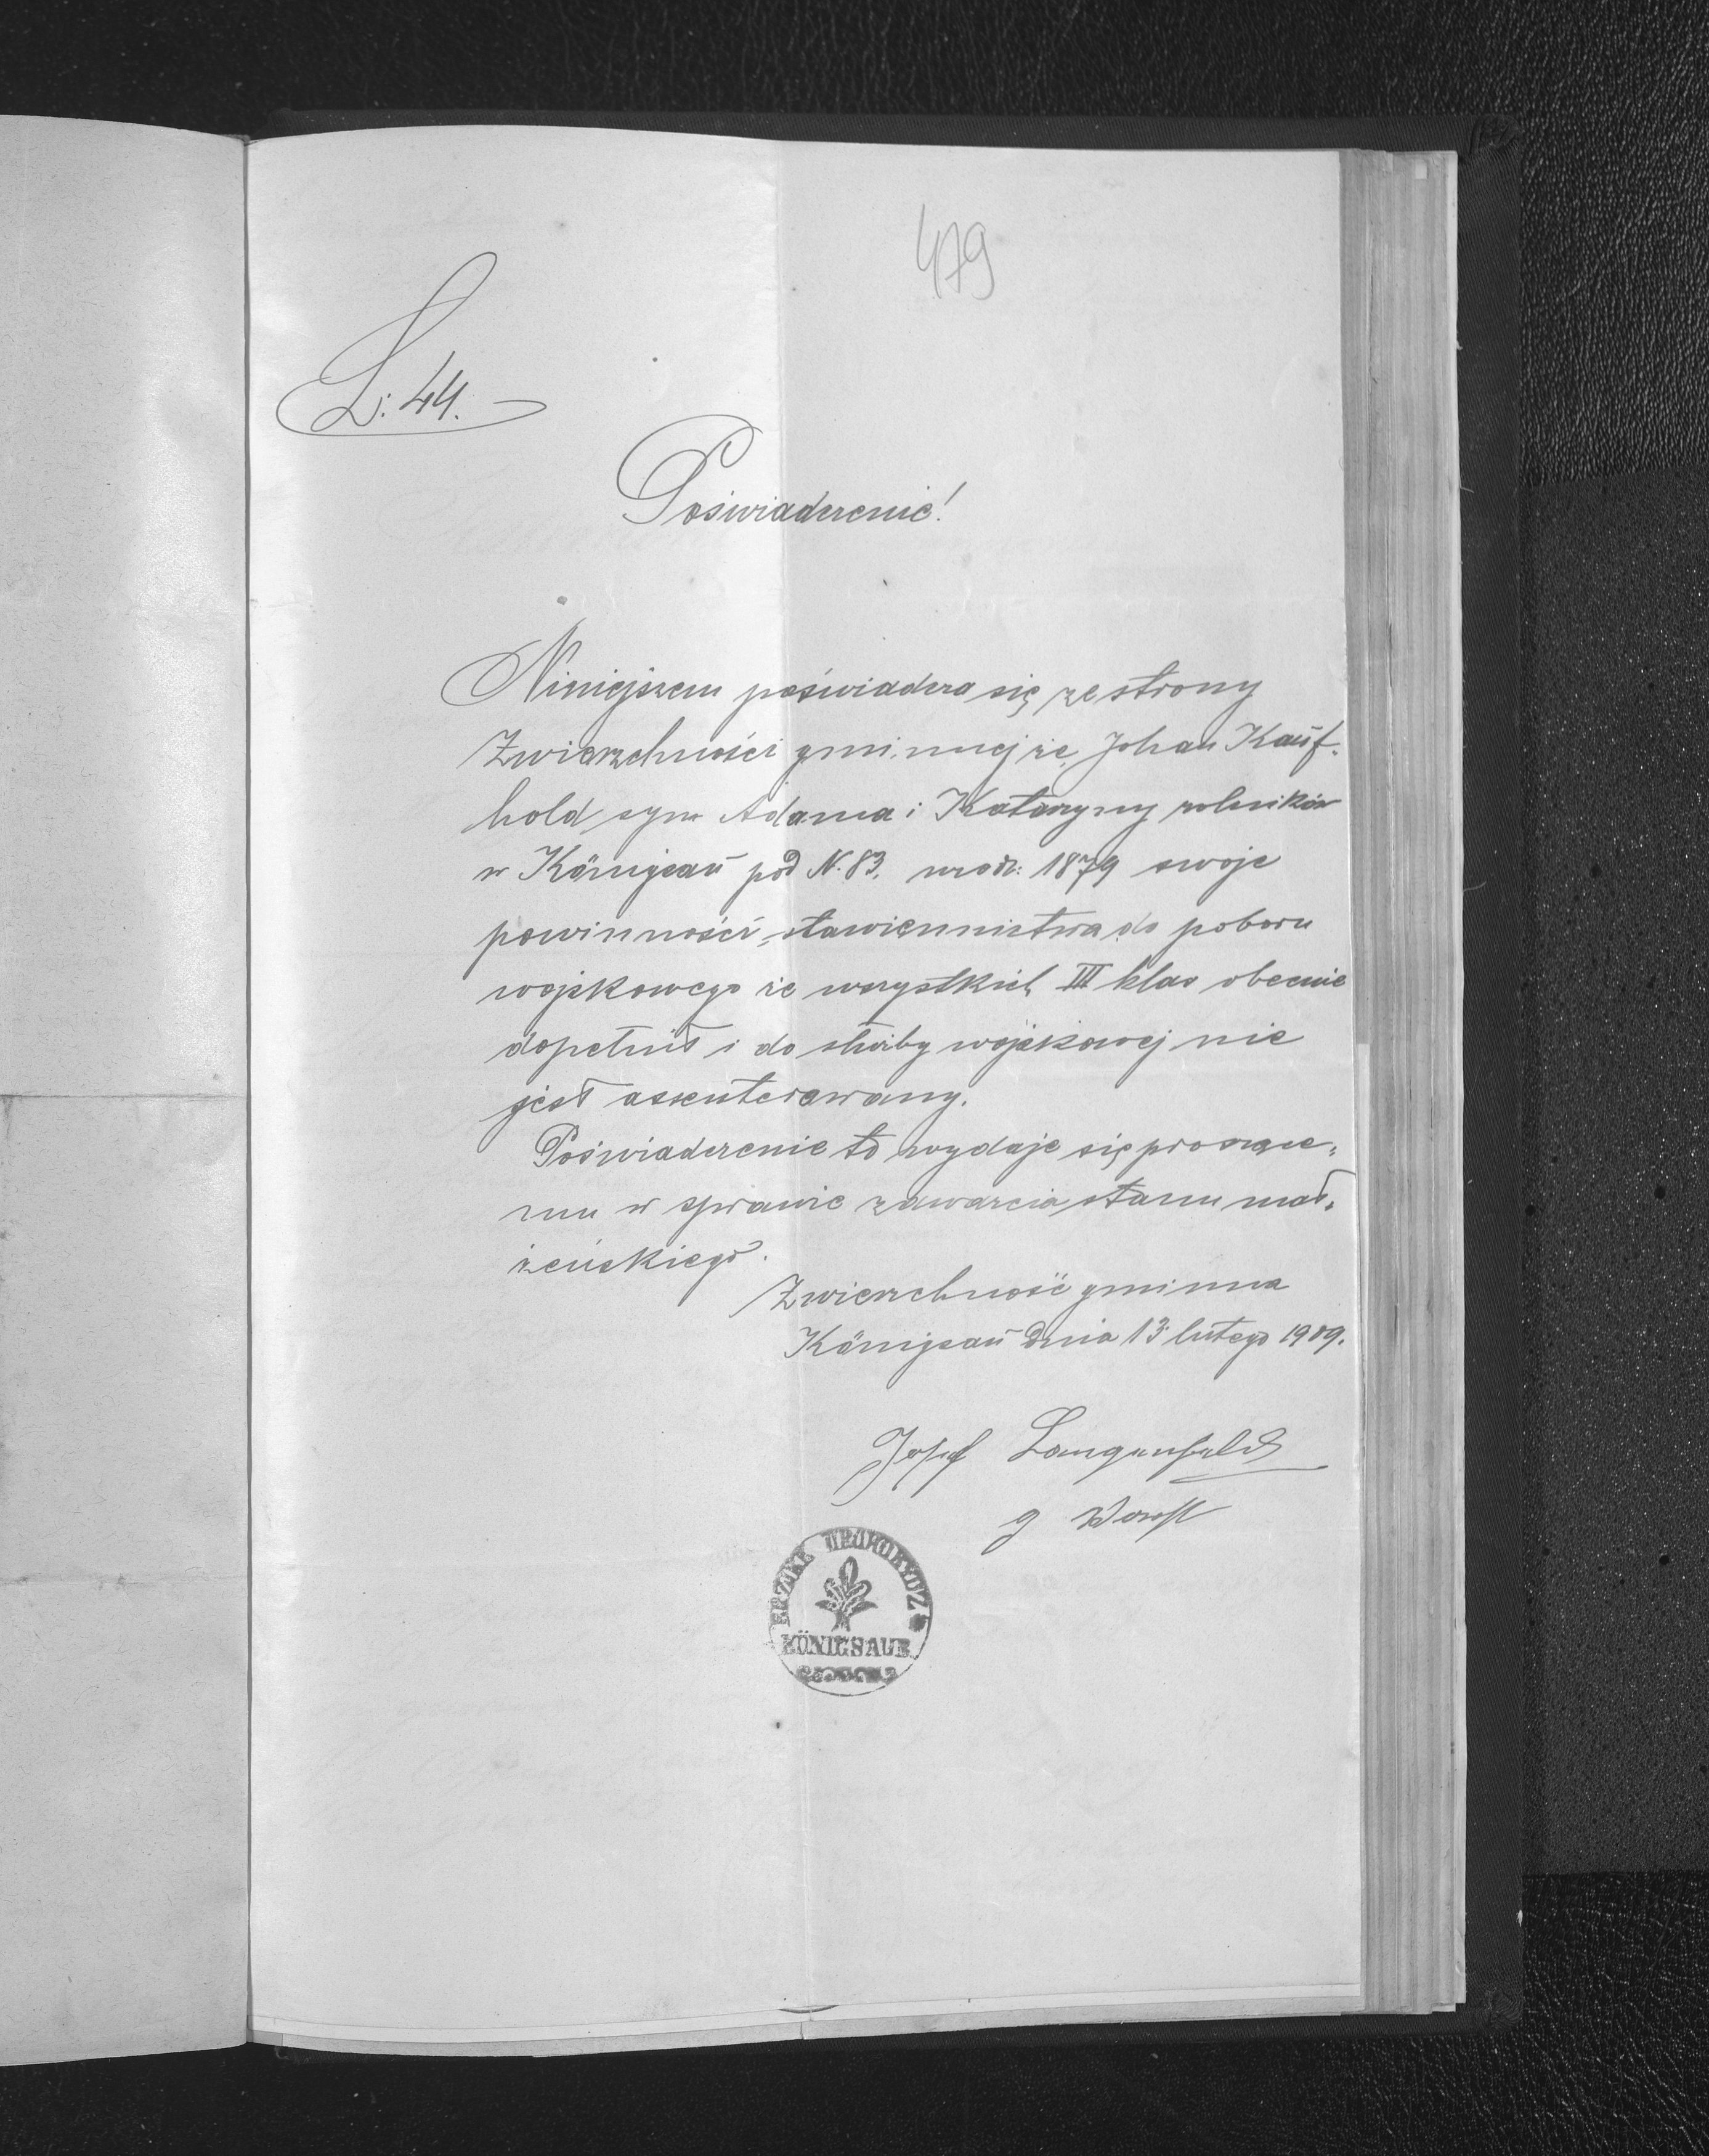 479
L: 44.
Poświadczenie!
Niniejszem poświadcza się ze strony
Zwierzchności gminnej że Johan Kauf-
hold syn Adama i Katarzyny rolników
w Königsau pod N. 83. urodz: 1879 swoje
powinności stawiennictwa do poboru
wojskowego ze wszystkich III klas obecnie
dopełnił i do służby wojskowej nie
jest assenterowany.
Poświadczenie to wydaje się proszące-
mu w sprawie zawarcia stanu mał-
żeńskiego.
Zwierzchność gminna
Königsau dnia 13 lutego 1909.
Josef Langenfeld
DROHOBYCZ
KÖNIGSAU